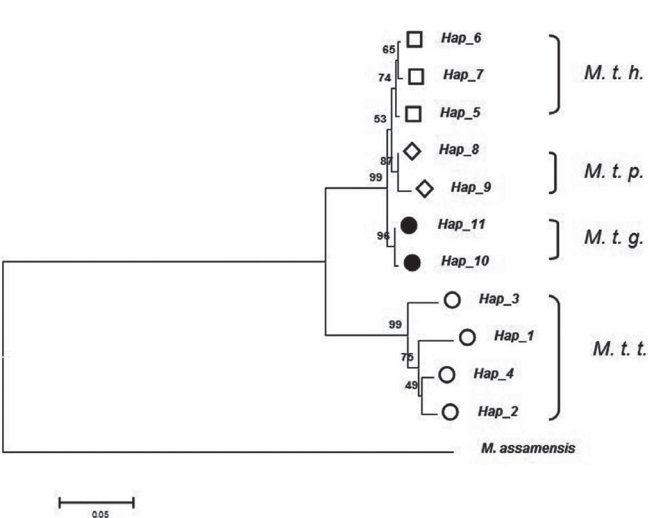 Hap_6
65
Hap_7
M. t. h.
74
Hap_5
53
Hap_8
87
M. t. p.
99
Hap_9
Hap_11
96
M. t. g.
Hap_10
Hap_3
99
Hap_1
75
M. t. t.
Hap_4
49
Hap_2
M. assamensis
0.05